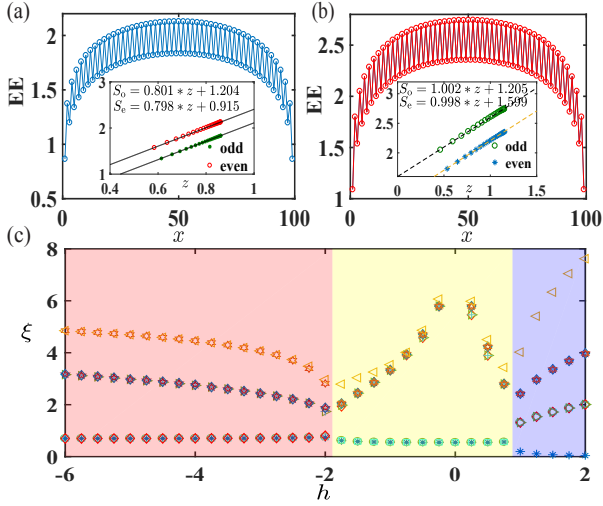 (a)
EE
2
1.5
1
0.5
0
50
100
x
S_o = 0.801 * z + 1.204
S_e = 0.798 * z + 0.915
2
1
0.4
0.6
0.8
1
z
odd
even
(b)
EE
3
2.5
2
1.5
1
0
50
100
x
S_o = 1.002 * z + 1.205
S_e = 0.998 * z + 1.599
2.5
2
0
0.5
1
1.5
z
odd
even
(c)
ξ
8
6
4
2
0
-6
-4
-2
0
2
h